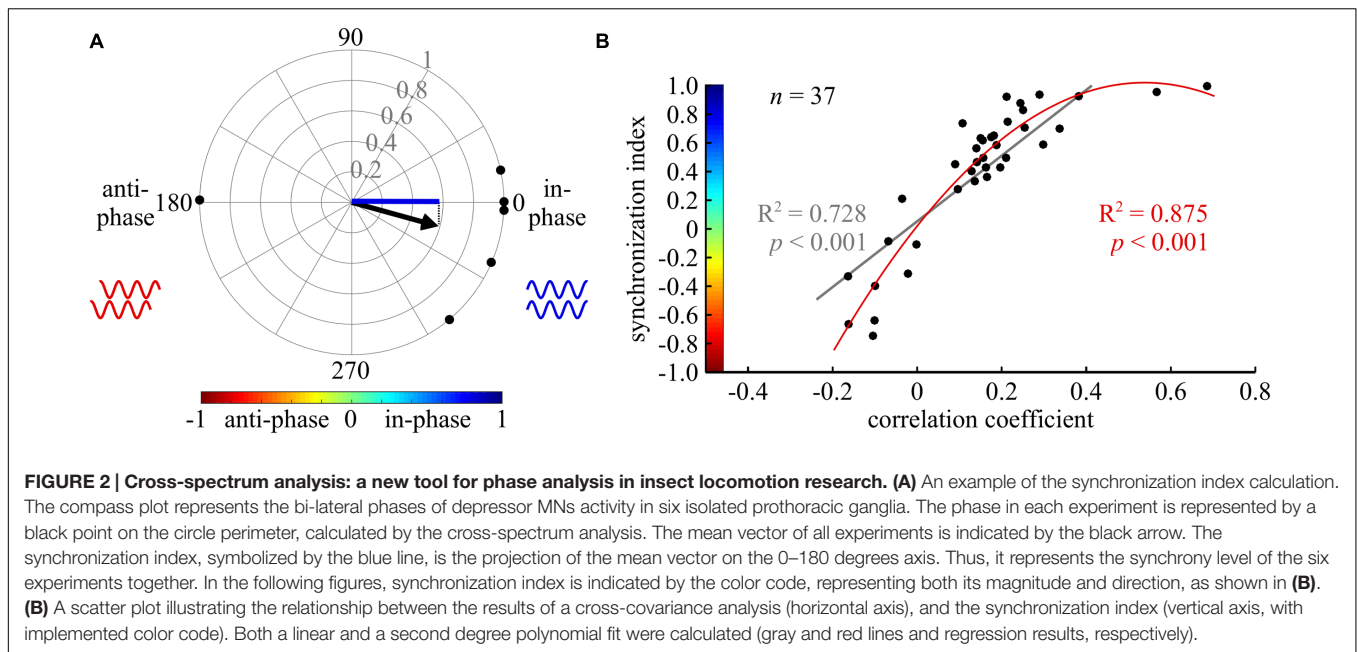 A
90
1
0.8
0.6
0.4
0.2
anti-
phase
180
0
in-
phase
270
-1 anti-phase 0 in-phase 1
B
n = 37
synchronization index
1.0
0.8
0.6
0.4
0.2
0
-0.2
-0.4
-0.6
-0.8
-1.0
R² = 0.728
p < 0.001
R² = 0.875
p < 0.001
-0.4 -0.2 0 0.2 0.4 0.6 0.8
correlation coefficient
FIGURE 2 | Cross-spectrum analysis: a new tool for phase analysis in insect locomotion research. (A) An example of the synchronization index calculation.
The compass plot represents the bi-lateral phases of depressor MNs activity in six isolated prothoracic ganglia. The phase in each experiment is represented by a
black point on the circle perimeter, calculated by the cross-spectrum analysis. The mean vector of all experiments is indicated by the black arrow. The
synchronization index, symbolized by the blue line, is the projection of the mean vector on the 0–180 degrees axis. Thus, it represents the synchrony level of the six
experiments together. In the following figures, synchronization index is indicated by the color code, representing both its magnitude and direction, as shown in (B).
(B) A scatter plot illustrating the relationship between the results of a cross-covariance analysis (horizontal axis), and the synchronization index (vertical axis, with
implemented color code). Both a linear and a second degree polynomial fit were calculated (gray and red lines and regression results, respectively).